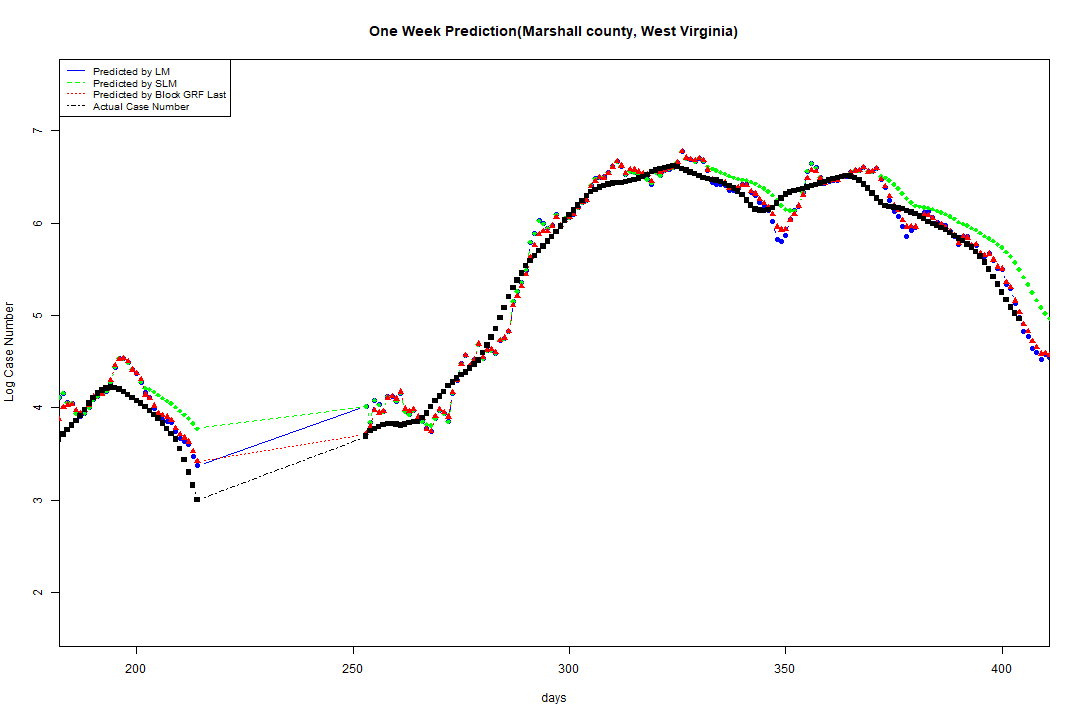 One Week Prediction(Marshall county, West Virginia)
Predicted by LM
Predicted by SLM
Predicted by Block GRF Last
Actual Case Number
Log Case Number
7
6
5
4
3
2
200 250 300 350 400
days